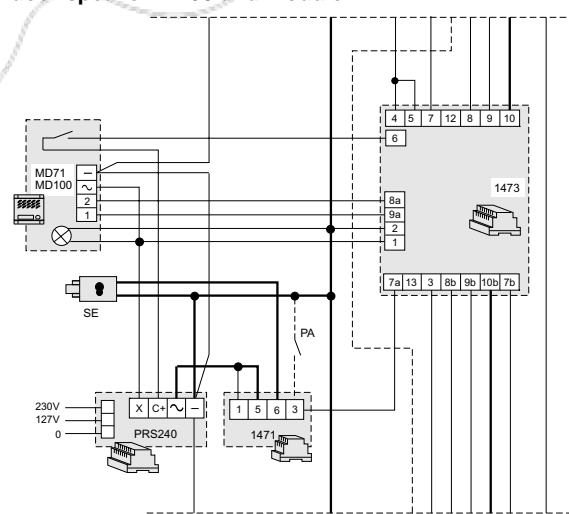 4 5 7 12 8 9 10
6
MD71
MD100
–
~
2
1
1473
8a
9a
2
1
7a 13 3 8b 9b 10b 7b
SE
PA
230V
127V
0
X C+ ~ –
PRS240
1 5 6 3
1471